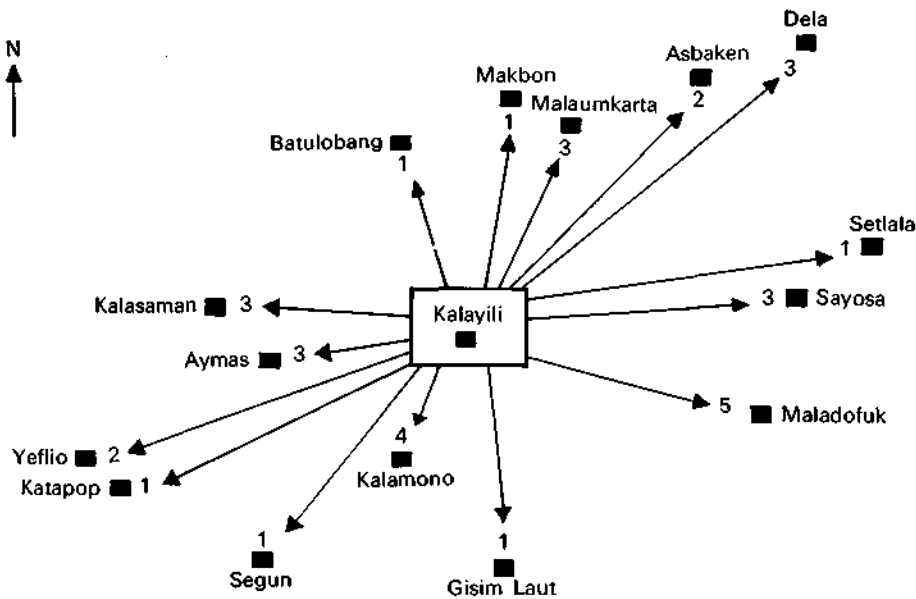 N
Dela
3
Asbaken
2
Makbon
1
Malaumkarta
3
Batulobang
1
Setlala
1
Kalasaman 3
Kalayili
3 Sayosa
Aymas 3
5 Maladofuk
4
Kalamono
Yeflio 2
Katapop 1
1
Segun
1
Gisim Laut